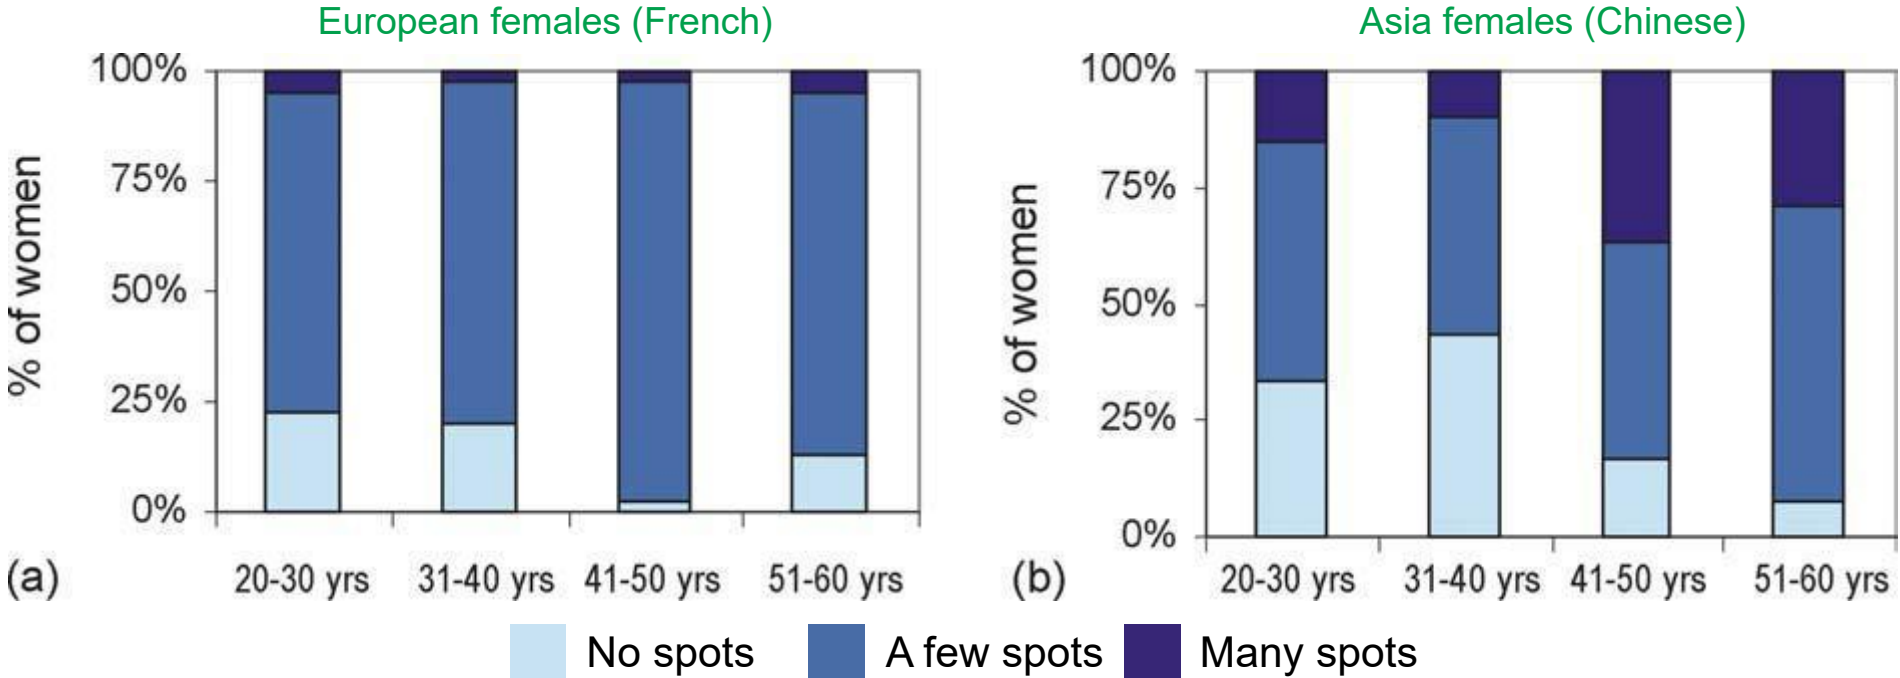 European females (French)
100%
75%
50%
25%
0%
% of women
20-30 yrs
31-40 yrs
41-50 yrs
51-60 yrs
(a)
Asia females (Chinese)
100%
75%
50%
25%
0%
% of women
20-30 yrs
31-40 yrs
41-50 yrs
51-60 yrs
(b)
No spots
A few spots
Many spots